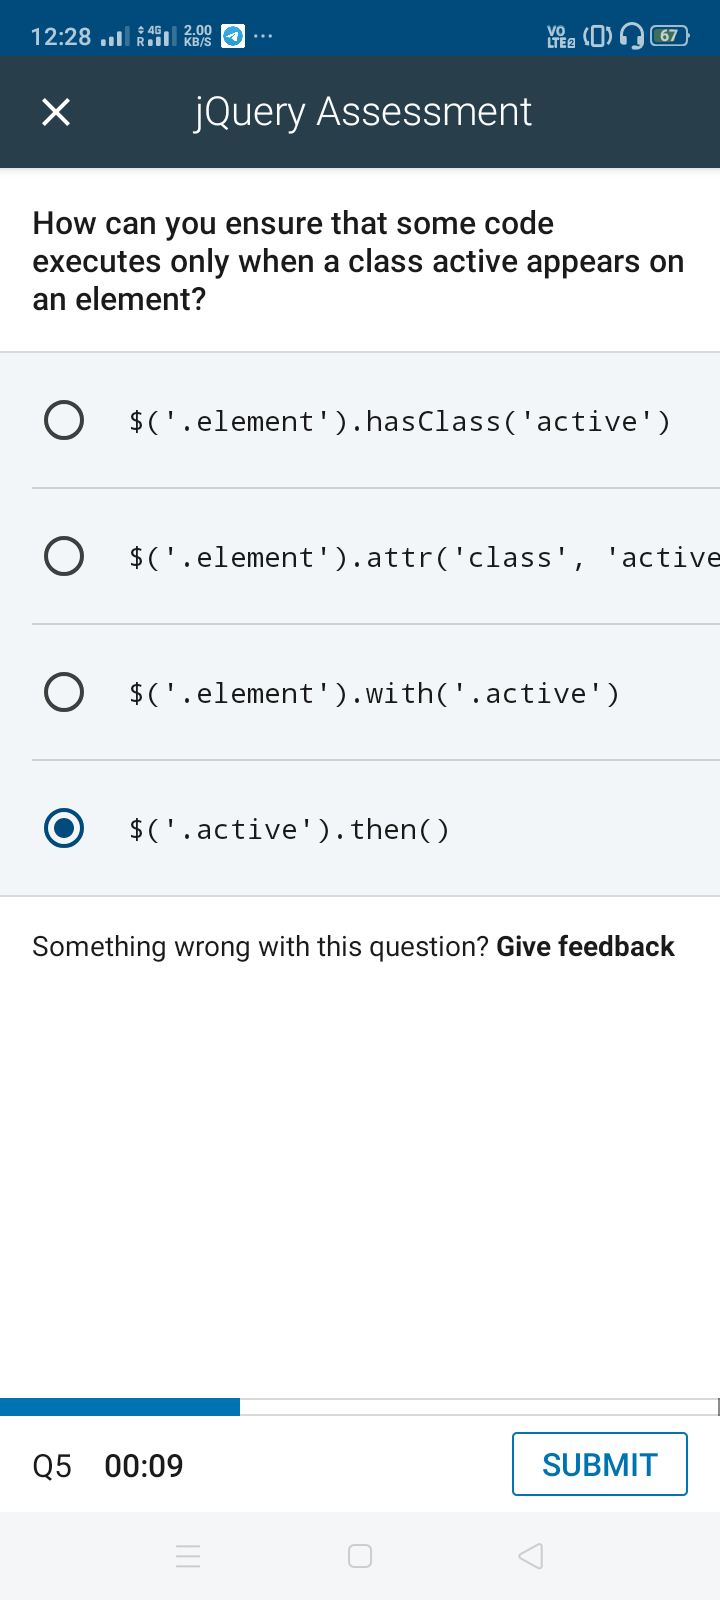 12:28 4G R 2.00 KB/S ... VO LTE2 67
jQuery Assessment
How can you ensure that some code
executes only when a class active appears on
an element?
$('.element').hasClass('active')
$('.element').attr('class', 'active
$('.element').with('.active')
$('.active').then()
Something wrong with this question? Give feedback
Q5 00:09 SUBMIT